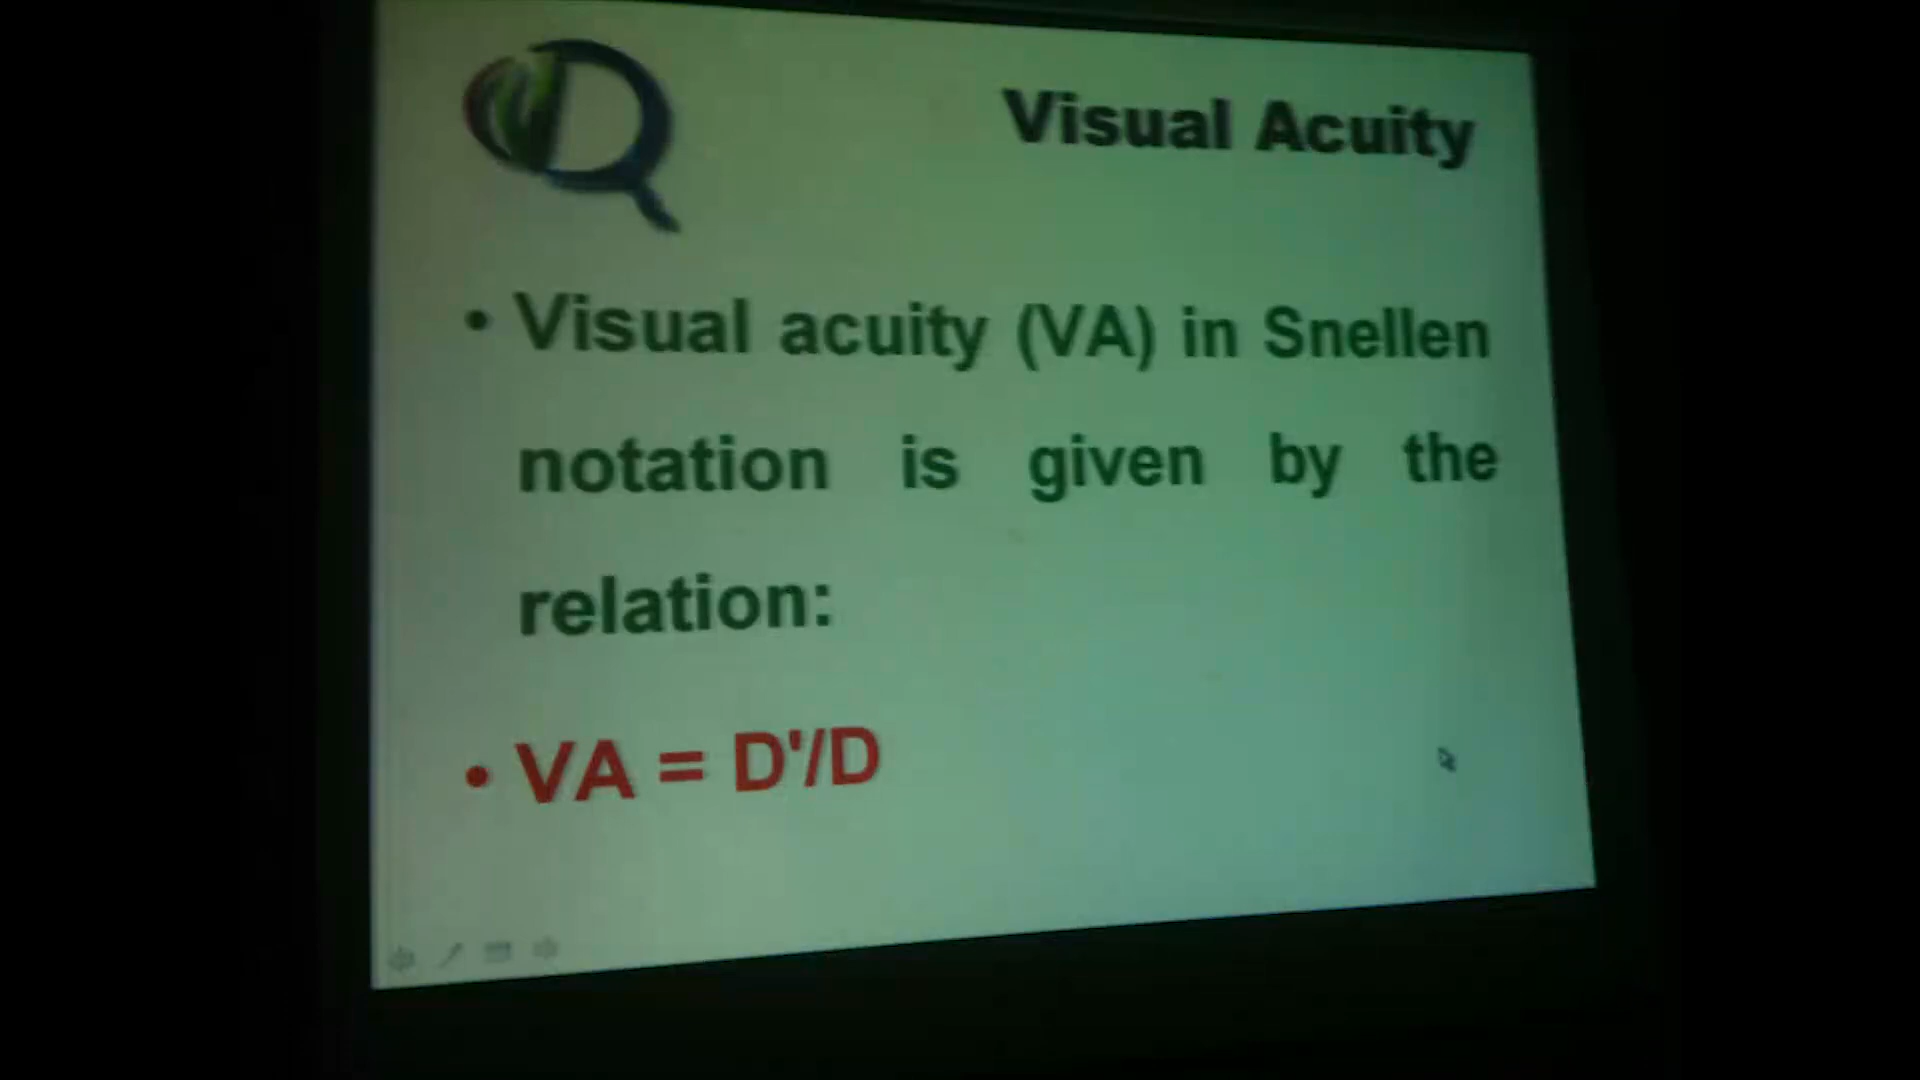 Visual Acuity
• Visual acuity (VA) in Snellen
notation is given by the
relation:
• VA = D'/D